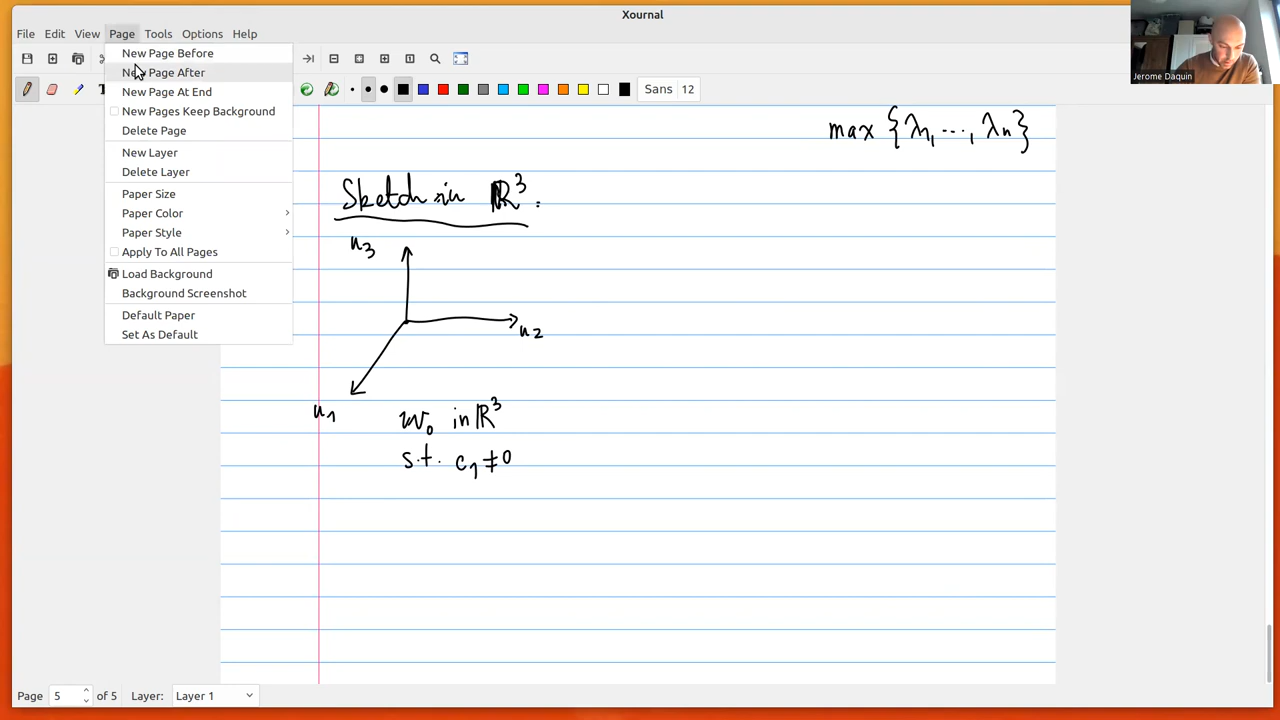 Xournal
File Edit View Page Tools Options Help
New Page Before
New Page After
New Page At End
New Pages Keep Background
Delete Page
New Layer
Delete Layer
Paper Size
Paper Color
Paper Style
Apply To All Pages
Load Background
Background Screenshot
Default Paper
Set As Default
Sans 12
Jerome Daquin
max {λ1, ..., λn}
Sketch in ℝ³:
u3
u2
u1
w0 in ℝ³
s.t. c1 ≠ 0
Page 5 of 5 Layer: Layer 1